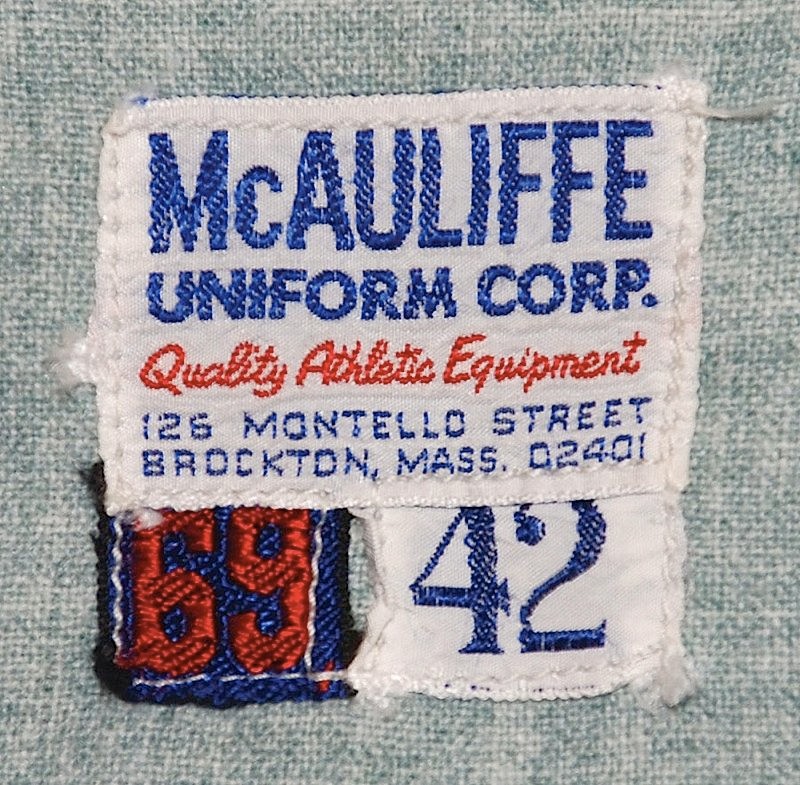 McAULIFFE
UNIFORM CORP.
Quality Athletic Equipment
126 MONTELLO STREET
BROCKTON, MASS. 02401
69 42